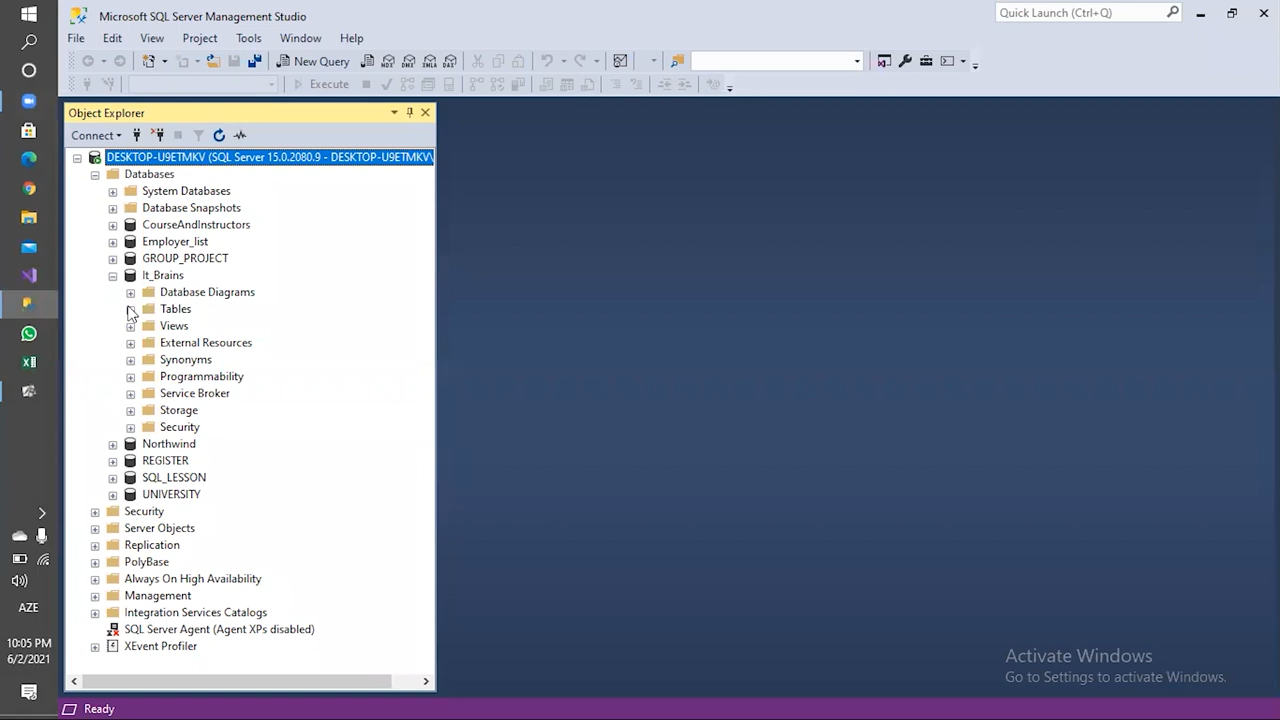 Microsoft SQL Server Management Studio
Quick Launch (Ctrl+Q)
File Edit View Project Tools Window Help
New Query
MDX DMX XMLA DAX
Execute
Object Explorer
Connect
DESKTOP-U9ETMKV (SQL Server 15.0.2080.9 - DESKTOP-U9ETMKV\
Databases
System Databases
Database Snapshots
CourseAndInstructors
Employer_list
GROUP_PROJECT
It_Brains
Database Diagrams
Tables
Views
External Resources
Synonyms
Programmability
Service Broker
Storage
Security
Northwind
REGISTER
SQL_LESSON
UNIVERSITY
Security
Server Objects
Replication
PolyBase
Always On High Availability
Management
Integration Services Catalogs
SQL Server Agent (Agent XPs disabled)
XEvent Profiler
AZE
10:05 PM
6/2/2021
Activate Windows
Go to Settings to activate Windows.
Ready